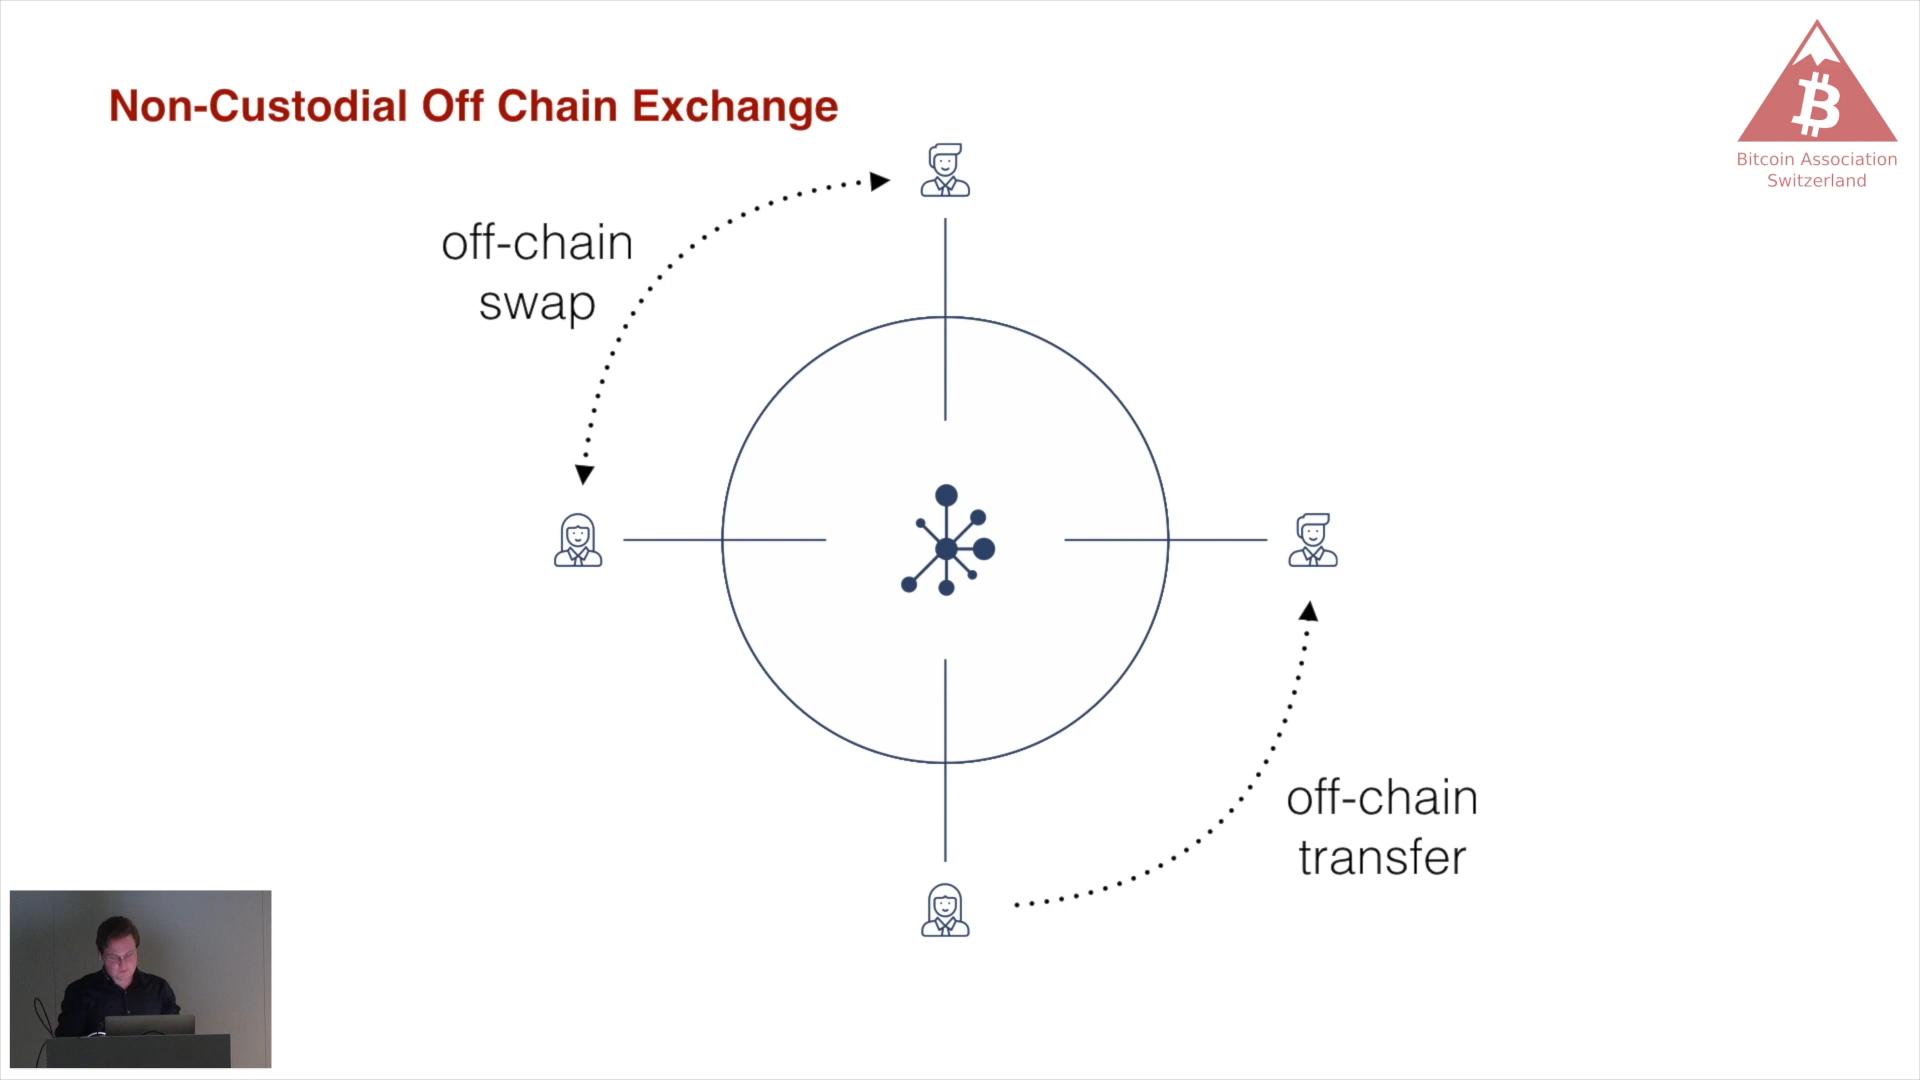 Non-Custodial Off Chain Exchange
Bitcoin Association
Switzerland
off-chain
swap
off-chain
transfer